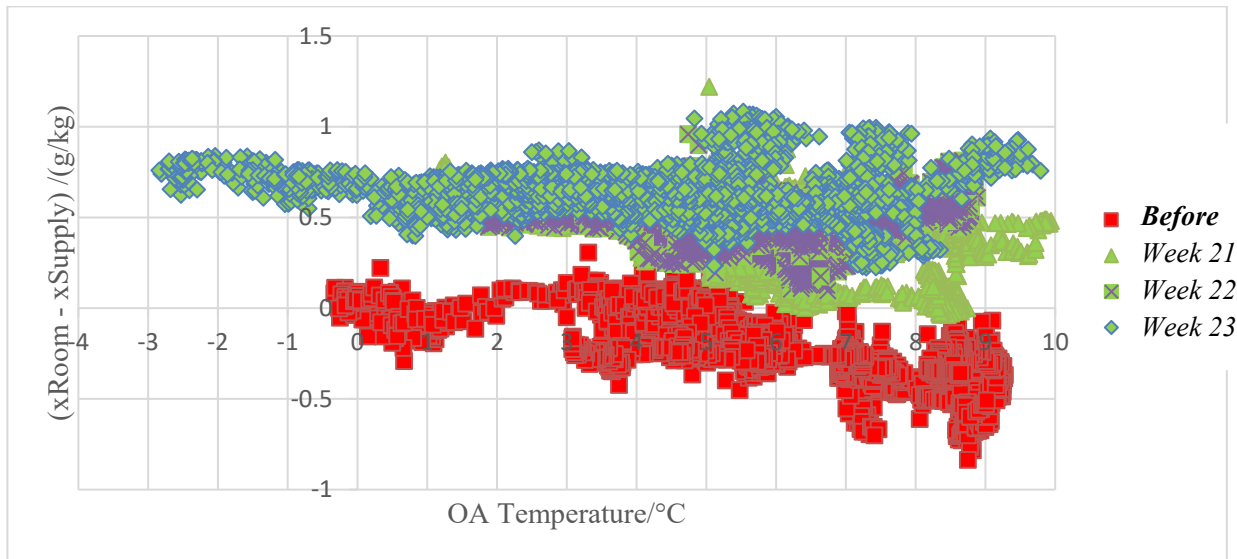 1.5
1
0.5
0
-0.5
-1
-4 -3 -2 -1 0 1 2 3 4 5 6 7 8 9 10
(xRoom - xSupply) /(g/kg)
OA Temperature/°C
Before
Week 21
Week 22
Week 23